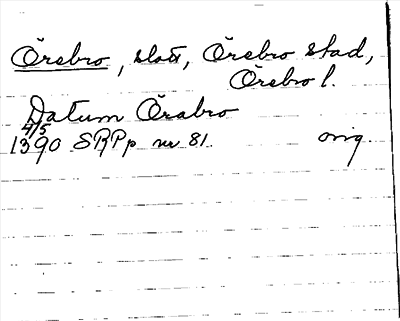 Örebro, slott, Örebro stad,
Örebro l.
Datum Örabro
4/5
1390 SRPp nr 81. orig.